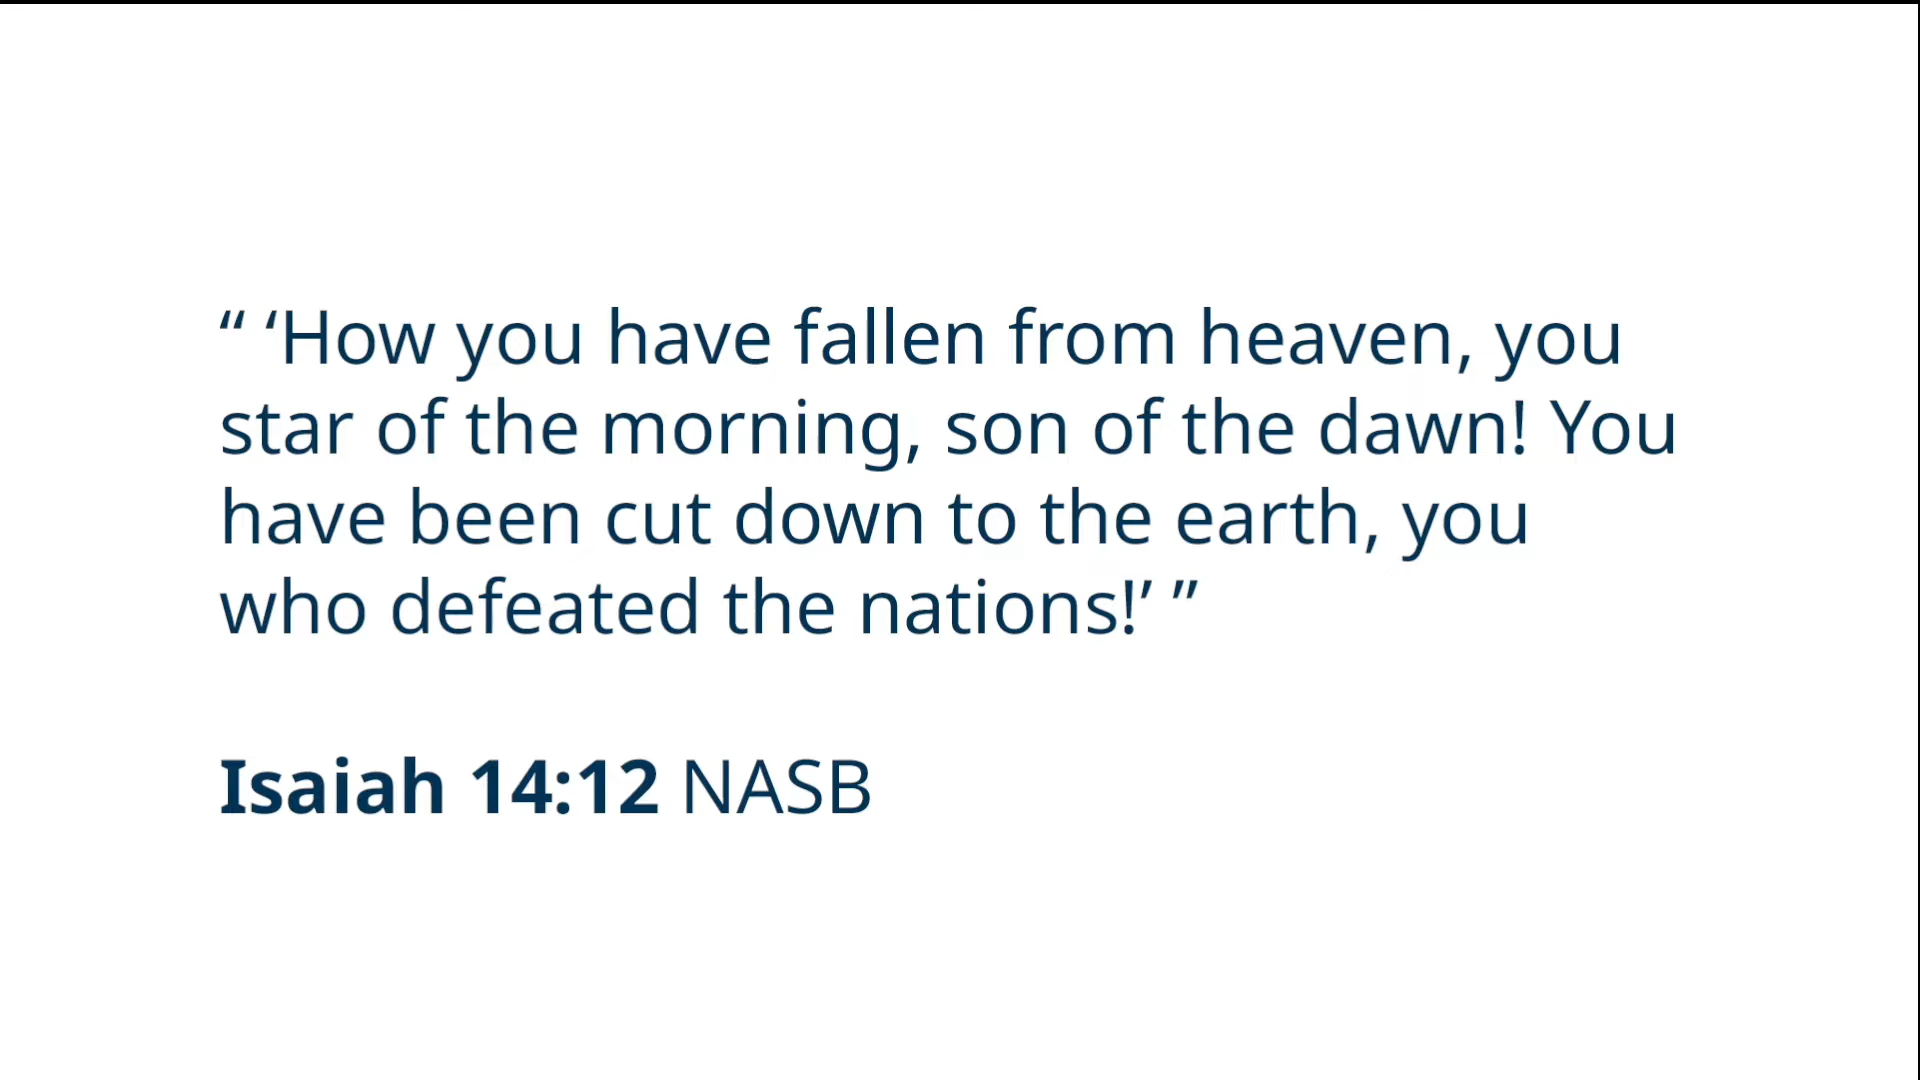 “ ‘How you have fallen from heaven, you
star of the morning, son of the dawn! You
have been cut down to the earth, you
who defeated the nations!’ ”
Isaiah 14:12 NASB